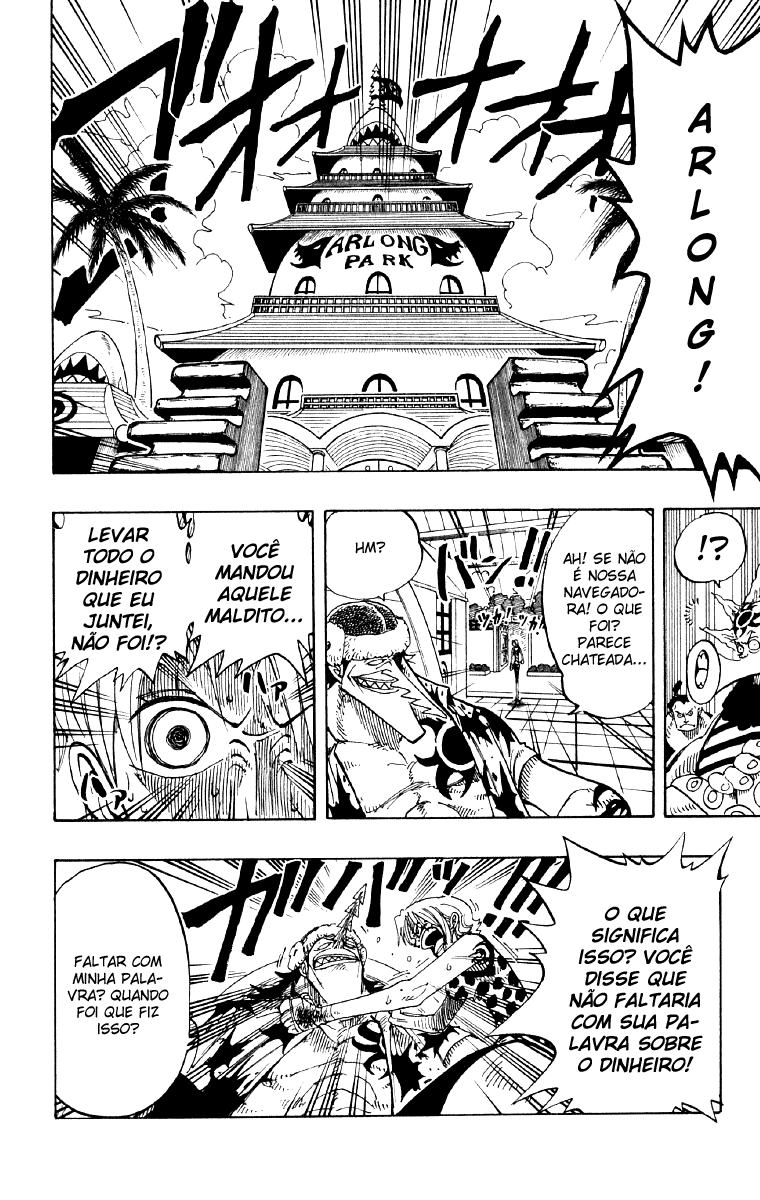 ARLONG!
ARLONG
PARK
!?
AH! SE NÃO
É NOSSA
NAVEGADO-
RA! O QUE
FOI?
PARECE
CHATEADA...
HM?
VOCÊ
MANDOU
AQUELE
MALDITO...
LEVAR
TODO O
DINHEIRO
QUE EU
JUNTEI,
NÃO FOI!?
O QUE
SIGNIFICA
ISSO? VOCÊ
DISSE QUE
NÃO FALTARIA
COM SUA PA-
LAVRA SOBRE
O DINHEIRO!
FALTAR COM
MINHA PALA-
VRA? QUANDO
FOI QUE FIZ
ISSO?